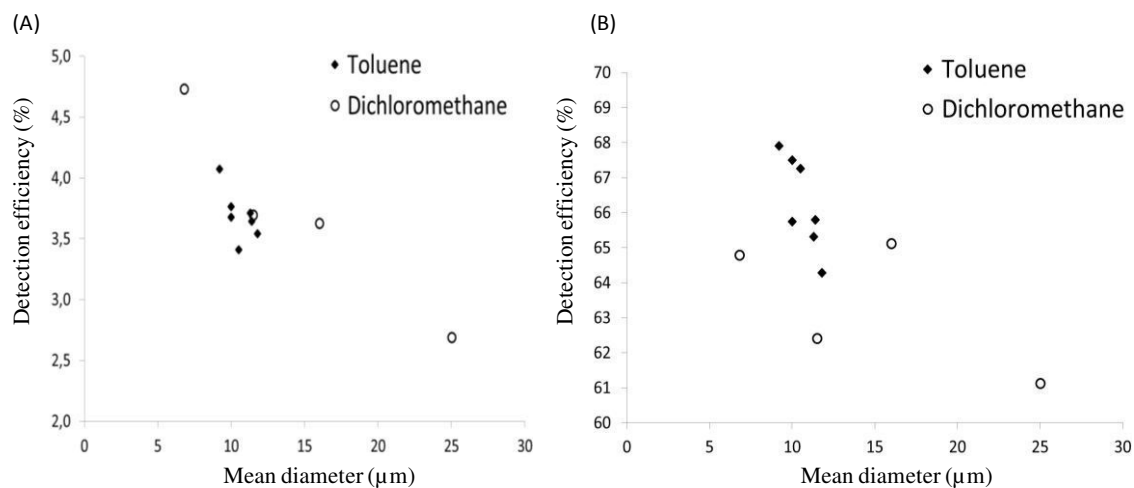 (A)
5,0
4,5
4,0
3,5
3,0
2,5
2,0
0 5 10 15 20 25 30
Detection efficiency (%)
Mean diameter (µm)
Toluene
Dichloromethane
(B)
70
69
68
67
66
65
64
63
62
61
60
0 5 10 15 20 25 30
Detection efficiency (%)
Mean diameter (µm)
Toluene
Dichloromethane